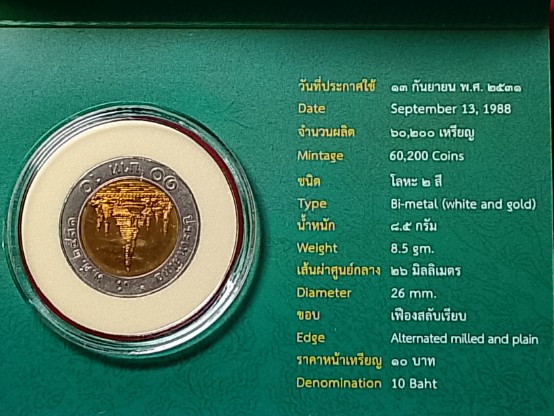 วันที่ประกาศใช้ ๑๓ กันยายน พ.ศ. ๒๕๓๑
Date September 13, 1988
จำนวนผลิต ๖๐,๒๐๐ เหรียญ
Mintage 60,200 Coins
ชนิด โลหะ ๒ สี
Type Bi-metal (white and gold)
น้ำหนัก ๘.๕ กรัม
Weight 8.5 gm.
เส้นผ่าศูนย์กลาง ๒๖ มิลลิเมตร
Diameter 26 mm.
ขอบ เฟืองสลับเรียบ
Edge Alternated milled and plain
ราคาหน้าเหรียญ ๑๐ บาท
Denomination 10 Baht